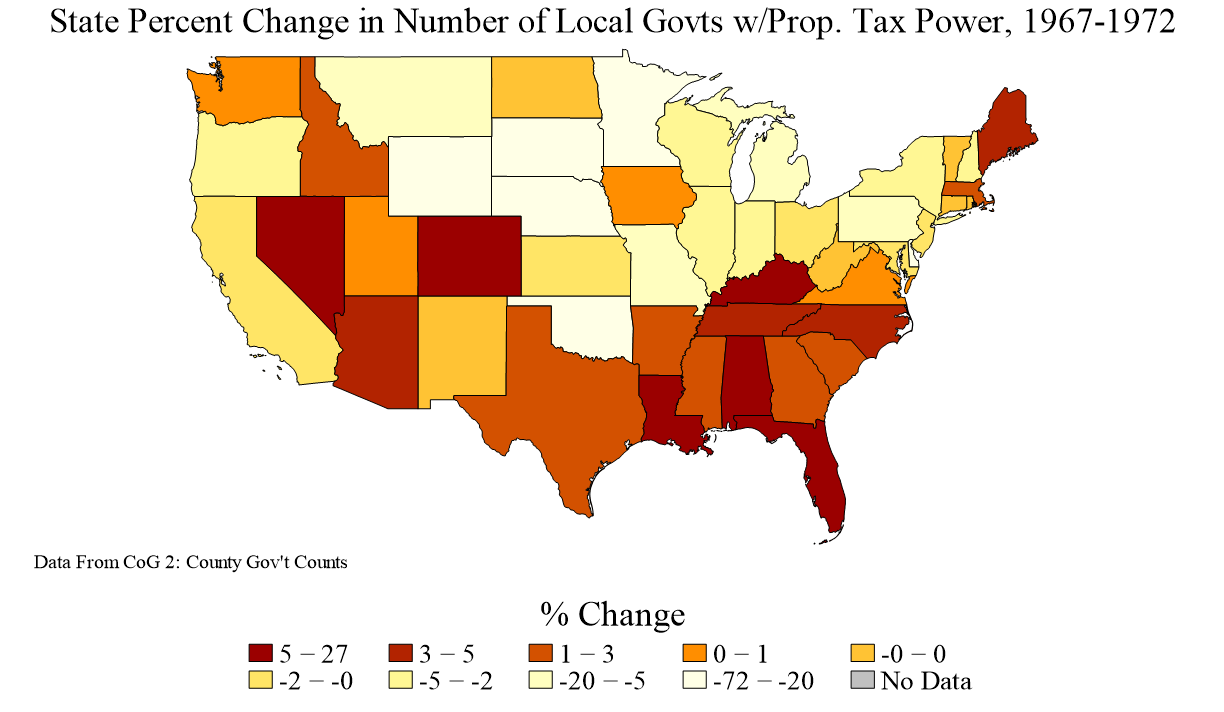 State Percent Change in Number of Local Govts w/Prop. Tax Power, 1967-1972
Data From CoG 2: County Gov't Counts
% Change
5 − 27 3 − 5 1 − 3 0 − 1 -0 − 0
-2 − -0 -5 − -2 -20 − -5 -72 − -20 No Data